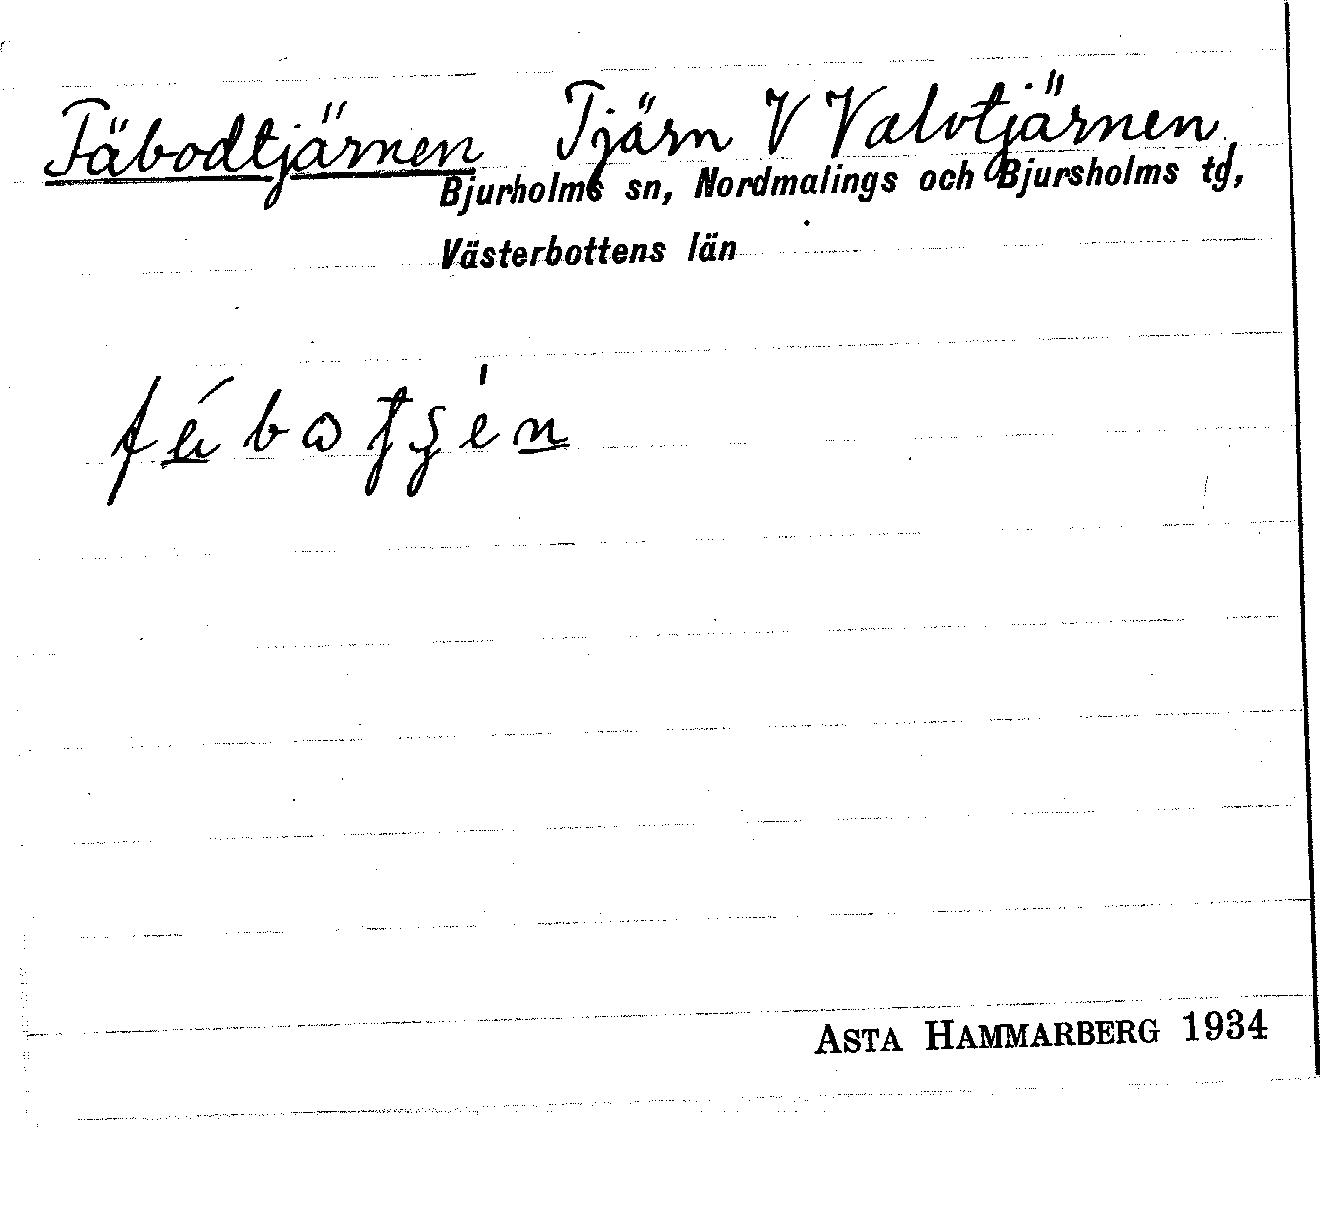 Fäbodtjärnen Tjärn V Valvtjärnen,
Bjurholms sn, Nordmalings och Bjursholms tg,
Västerbottens län
ASTA HAMMARBERG 1934